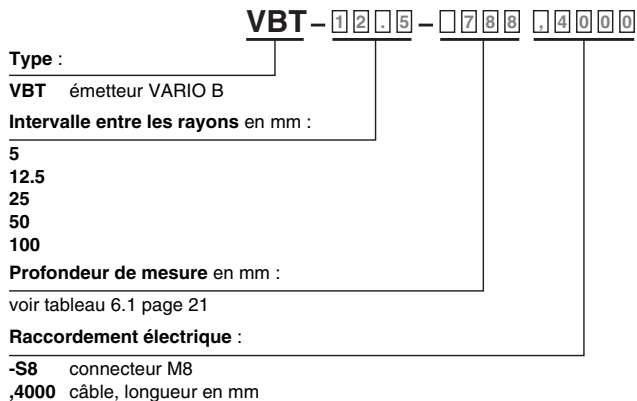 VBT – 12.5 – 788 ,4000
Type :
VBT émetteur VARIO B
Intervalle entre les rayons en mm :
5
12.5
25
50
100
Profondeur de mesure en mm :
voir tableau 6.1 page 21
Raccordement électrique :
-S8 connecteur M8
,4000 câble, longueur en mm